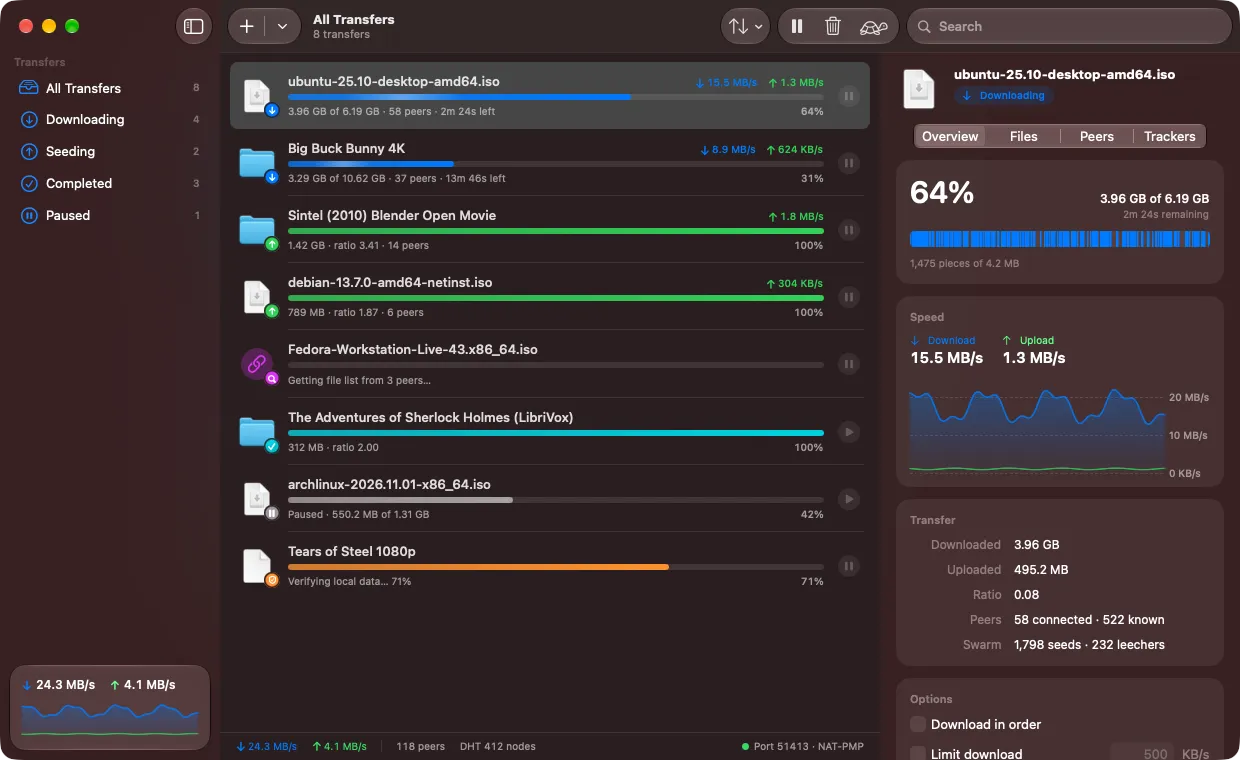 All Transfers
8 transfers
Search
Transfers
All Transfers 8
Downloading 4
Seeding 2
Completed 3
Paused 1
24.3 MB/s 4.1 MB/s
ubuntu-25.10-desktop-amd64.iso 15.5 MB/s 1.3 MB/s
3.96 GB of 6.19 GB · 58 peers · 2m 24s left 64%
Big Buck Bunny 4K 8.9 MB/s 624 KB/s
3.29 GB of 10.62 GB · 37 peers · 13m 46s left 31%
Sintel (2010) Blender Open Movie 1.8 MB/s
1.42 GB · ratio 3.41 · 14 peers 100%
debian-13.7.0-amd64-netinst.iso 304 KB/s
789 MB · ratio 1.87 · 6 peers 100%
Fedora-Workstation-Live-43.x86_64.iso
Getting file list from 3 peers...
The Adventures of Sherlock Holmes (LibriVox)
312 MB · ratio 2.00 100%
archlinux-2026.11.01-x86_64.iso
Paused · 550.2 MB of 1.31 GB 42%
Tears of Steel 1080p
Verifying local data... 71% 71%
24.3 MB/s 4.1 MB/s 118 peers DHT 412 nodes Port 51413 · NAT-PMP
ubuntu-25.10-desktop-amd64.iso
Downloading
Overview Files Peers Trackers
64% 3.96 GB of 6.19 GB
2m 24s remaining
1,475 pieces of 4.2 MB
Speed
Download Upload
15.5 MB/s 1.3 MB/s
20 MB/s
10 MB/s
0 KB/s
Transfer
Downloaded 3.96 GB
Uploaded 495.2 MB
Ratio 0.08
Peers 58 connected · 522 known
Swarm 1,798 seeds · 232 leechers
Options
Download in order
Limit download 500 KB/s